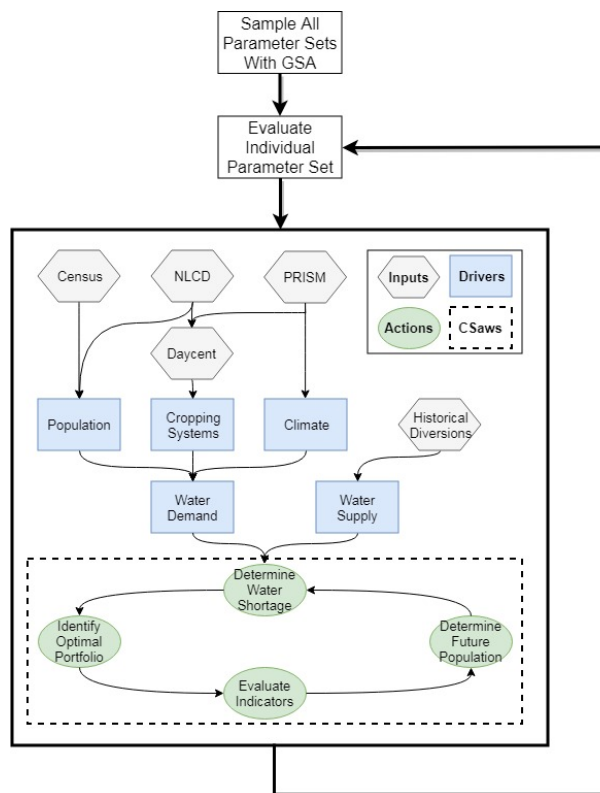 Sample All
Parameter Sets
With GSA
Evaluate
Individual
Parameter Set
Census
NLCD
PRISM
Inputs
Drivers
Actions
CSaws
Daycent
Population
Cropping
Systems
Climate
Historical
Diversions
Water
Demand
Water
Supply
Determine
Water
Shortage
Identify
Optimal
Portfolio
Determine
Future
Population
Evaluate
Indicators